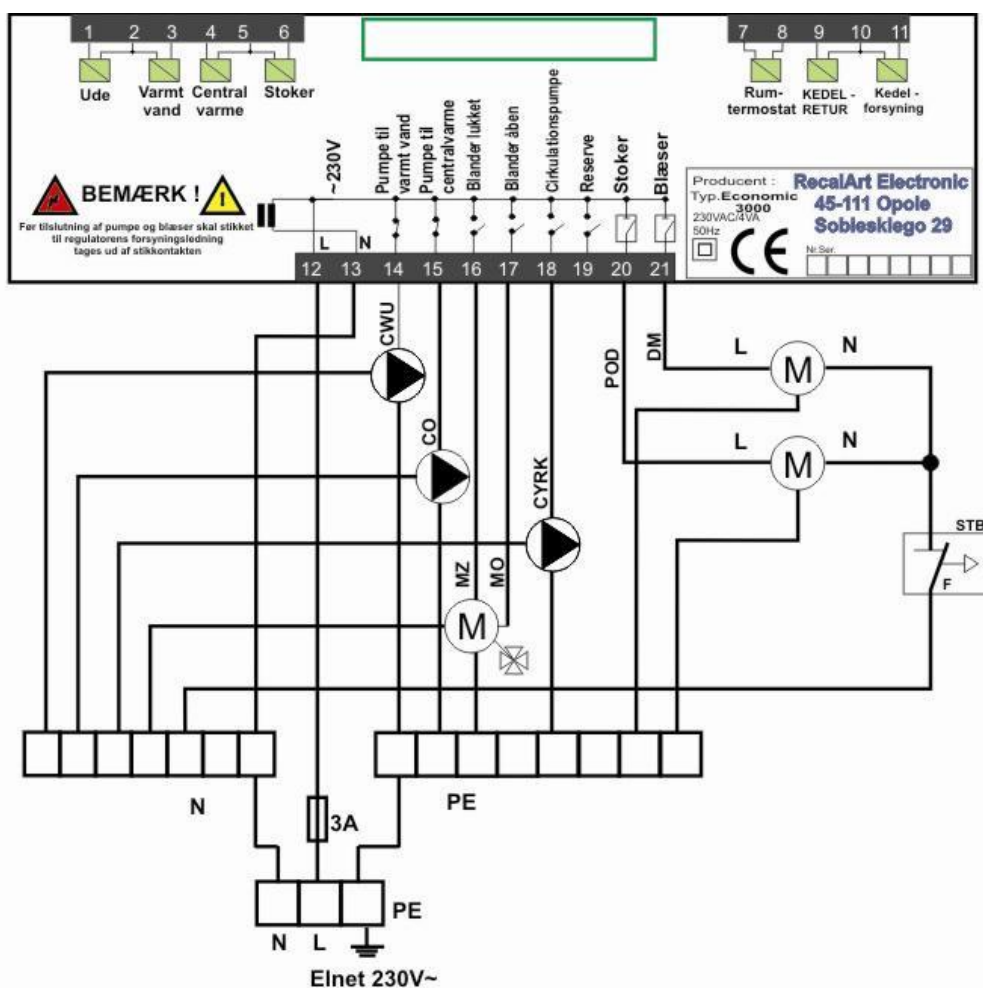 1 2 3 4 5 6
7 8 9 10 11
Ude
Varmt
vand
Central
varme
Stoker
Rum-
termostat
KEDEL -
RETUR
Kedel -
forsyning
~230V
Pumpe til
varmt vand
Pumpe til
centralvarme
Blander lukket
Blander åben
Cirkulationspumpe
Reserve
Stoker
Blæser
BEMÆRK !
Før tilslutning af pumpe og blæser skal stikket
til regulatorens forsyningsledning
tages ud af stikkontakten
L N
Producent :
RecalArt Electronic
Typ.Economic
3000
45-111 Opole
230VAC/4VA
50Hz
Sobieskiego 29
CE
Nr.Ser.
12 13 14 15 16 17 18 19 20 21
CWU
CO
MZ
MO
CYRK
POD
DM
L M N
L M N
STB
F
M
N
PE
3A
PE
N L
Elnet 230V~